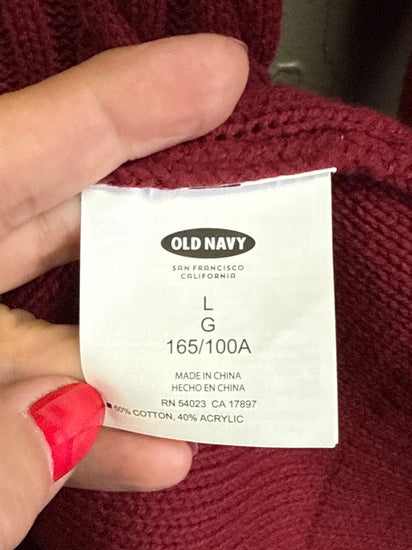 OLD NAVY
SAN FRANCISCO
CALIFORNIA
L
G
165/100A
MADE IN CHINA
HECHO EN CHINA
RN 54023 CA 17897
60% COTTON, 40% ACRYLIC